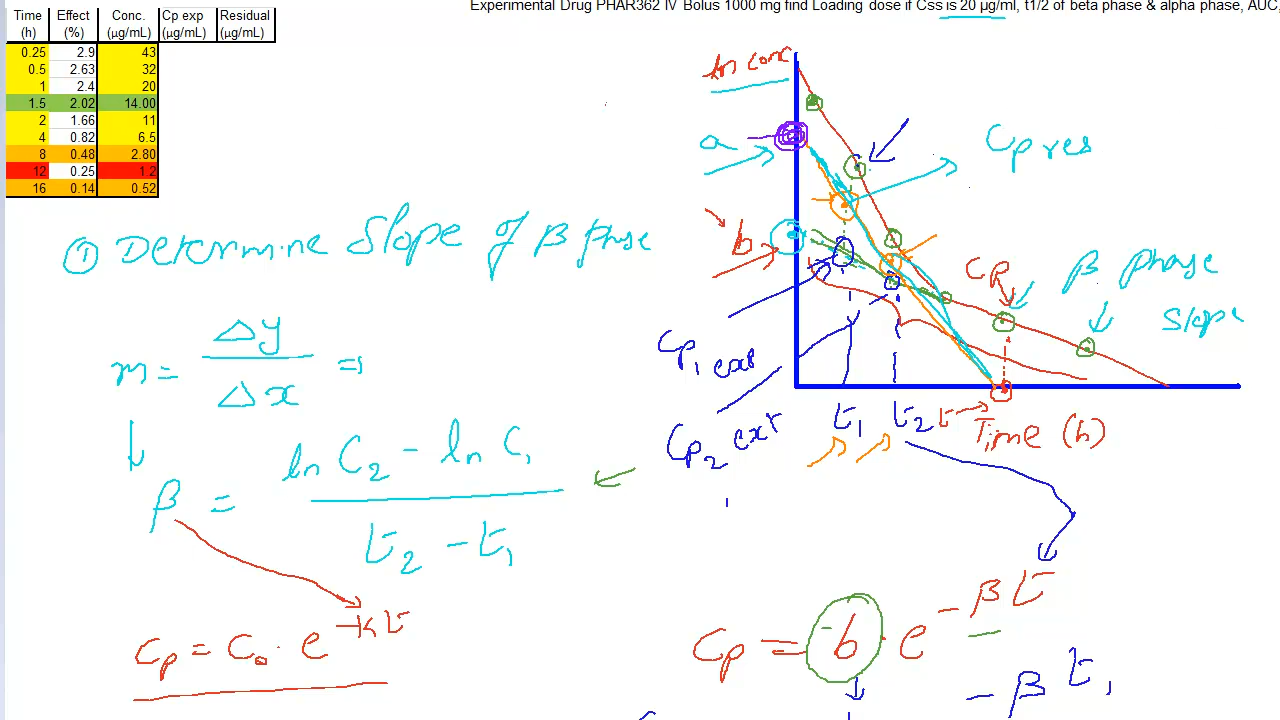 Experimental Drug PHAR362 IV Bolus 1000 mg find Loading dose if Css is 20 µg/ml, t1/2 of beta phase & alpha phase, AUC,
Time (h) Effect (%) Conc. (µg/mL) Cp exp (µg/mL) Residual (µg/mL)
0.25 2.9 43
0.5 2.63 32
1 2.4 20
1.5 2.02 14.00
2 1.66 11
4 0.82 6.5
8 0.48 2.80
12 0.25 1.2
16 0.14 0.52
ln conc
a
Cp res
b
CP
β phase
slope
Cp1 ext
Cp2 ext
t1 t2 t
Time (h)
① Determine slope of β phase
m = Δy / Δx ⇒
β = ln C2 - ln C1 / t2 - t1
Cp = C0 · e^-Kt
Cp = b · e^-βt
- β t1